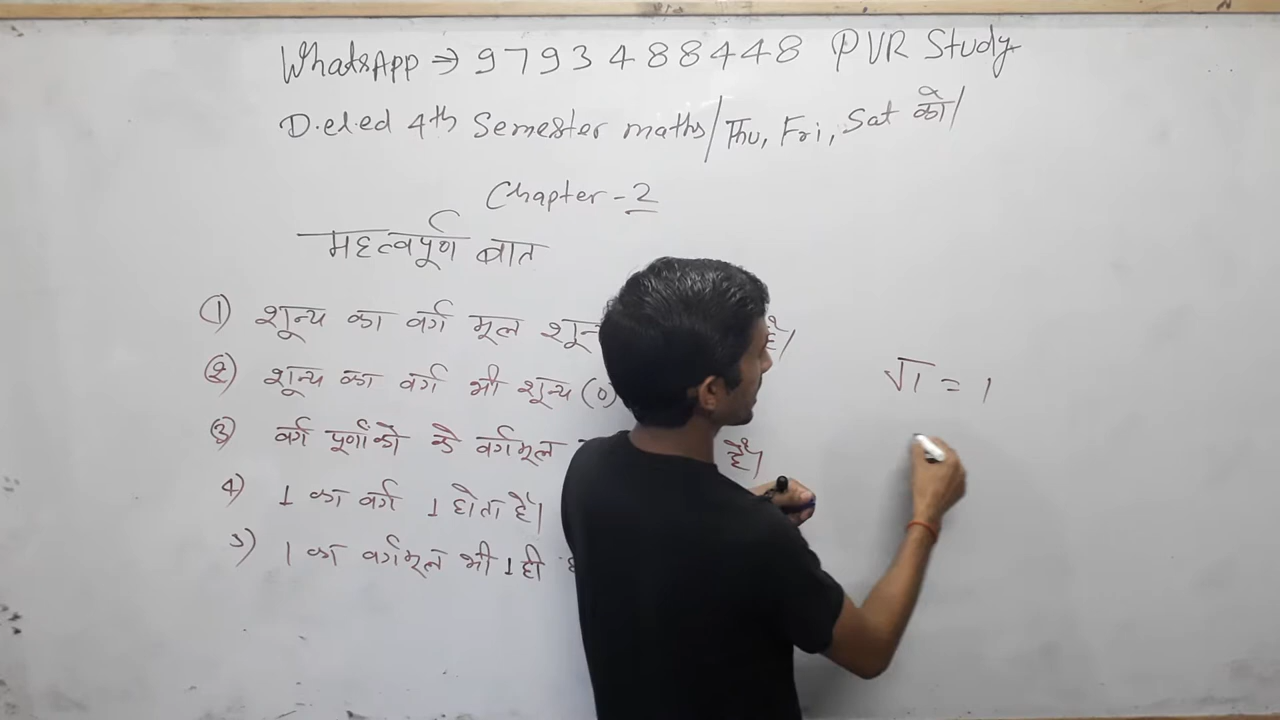 WhatsApp → 9793488448 PVR Study
D.el.ed 4th Semester maths/Thu, Fri, Sat को/
Chapter - 2
महत्वपूर्ण बात
① शून्य का वर्ग मूल शून है।
② शून्य का वर्ग भी शून्य (0)
③ वर्ग पूर्णांको के वर्गमूल है।
4) 1 का वर्ग 1 होता है।
5) 1 का वर्गमूल भी 1 ही
√1 = 1